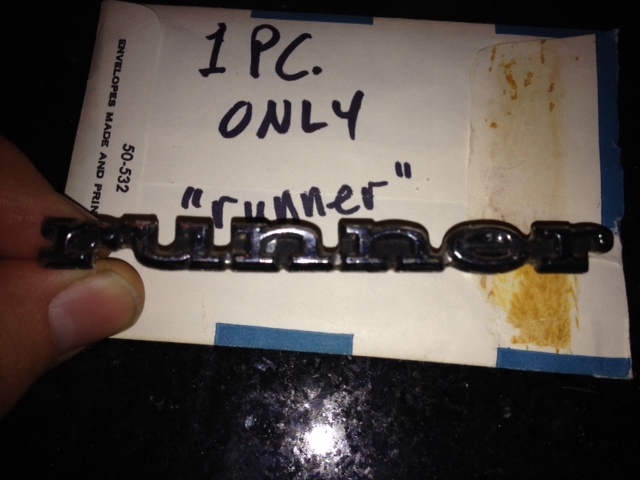 1 PC.
ONLY
"runner"
runner
50-532
ENVELOPES MADE AND PRIN